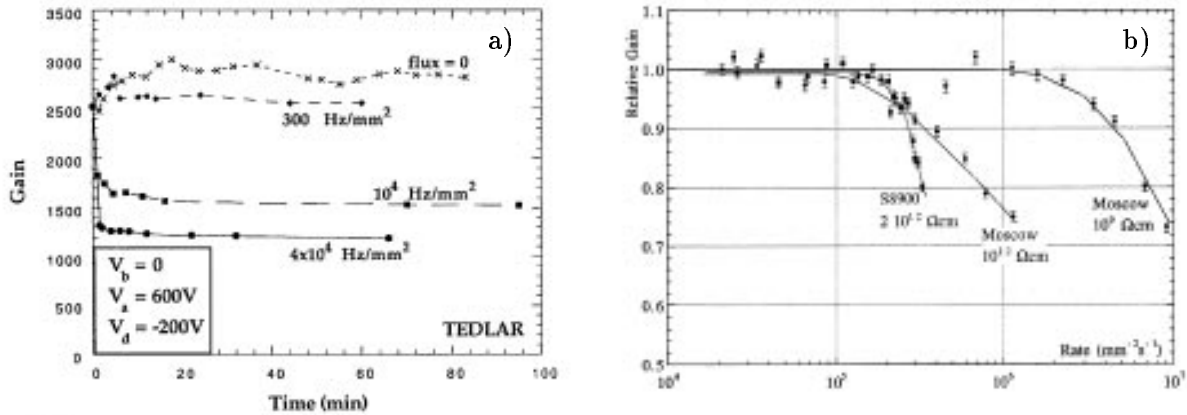 a)
flux = 0
300 Hz/mm²
10⁴ Hz/mm²
4x10⁴ Hz/mm²
V_b = 0
V_a = 600V
V_d = -200V
TEDLAR
Gain
3500
3000
2500
2000
1500
1000
500
0
0 20 40 60 80 100
Time (min)
b)
Relative Gain
1.1
1.0
0.9
0.8
0.7
0.6
0.5
S8900
2 10¹² Ωcm
Moscow
10¹² Ωcm
Moscow
10⁹ Ωcm
Rate (mm⁻²s⁻¹)
10⁴ 10⁵